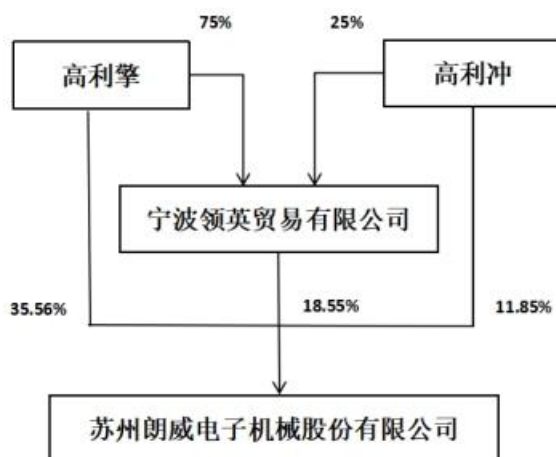 75%
25%
高利擎
高利冲
宁波领英贸易有限公司
35.56%
18.55%
11.85%
苏州朗威电子机械股份有限公司